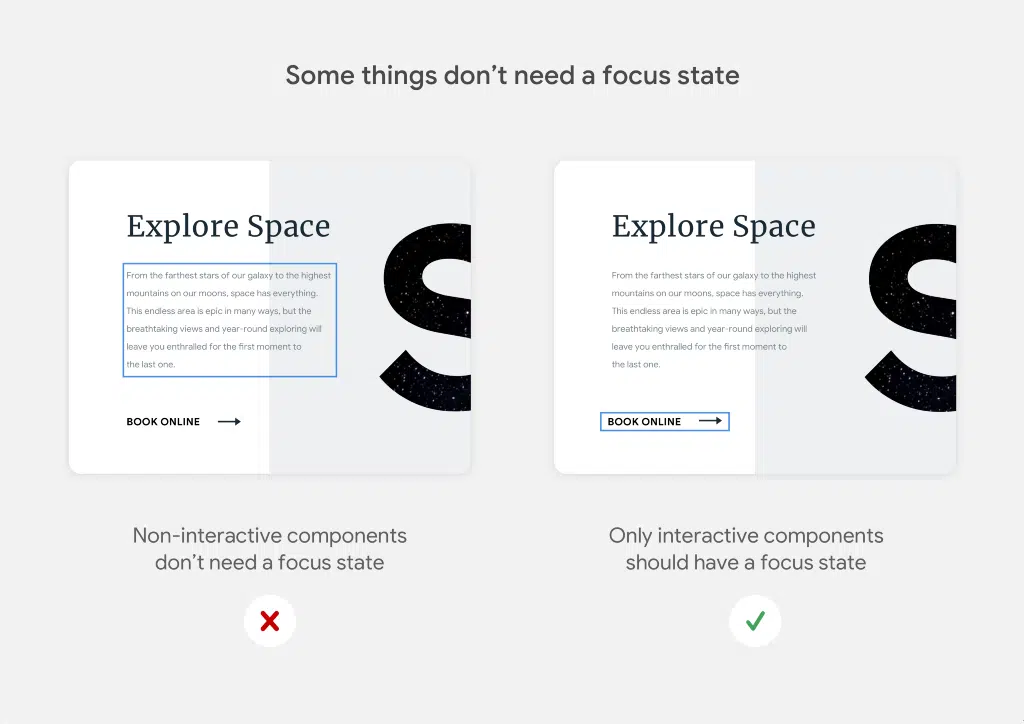 Some things don’t need a focus state
Explore Space
From the farthest stars of our galaxy to the highest
mountains on our moons, space has everything.
This endless area is epic in many ways, but the
breathtaking views and year-round exploring will
leave you enthralled for the first moment to
the last one.
BOOK ONLINE
S
Non-interactive components
don’t need a focus state
Explore Space
From the farthest stars of our galaxy to the highest
mountains on our moons, space has everything.
This endless area is epic in many ways, but the
breathtaking views and year-round exploring will
leave you enthralled for the first moment to
the last one.
BOOK ONLINE
S
Only interactive components
should have a focus state